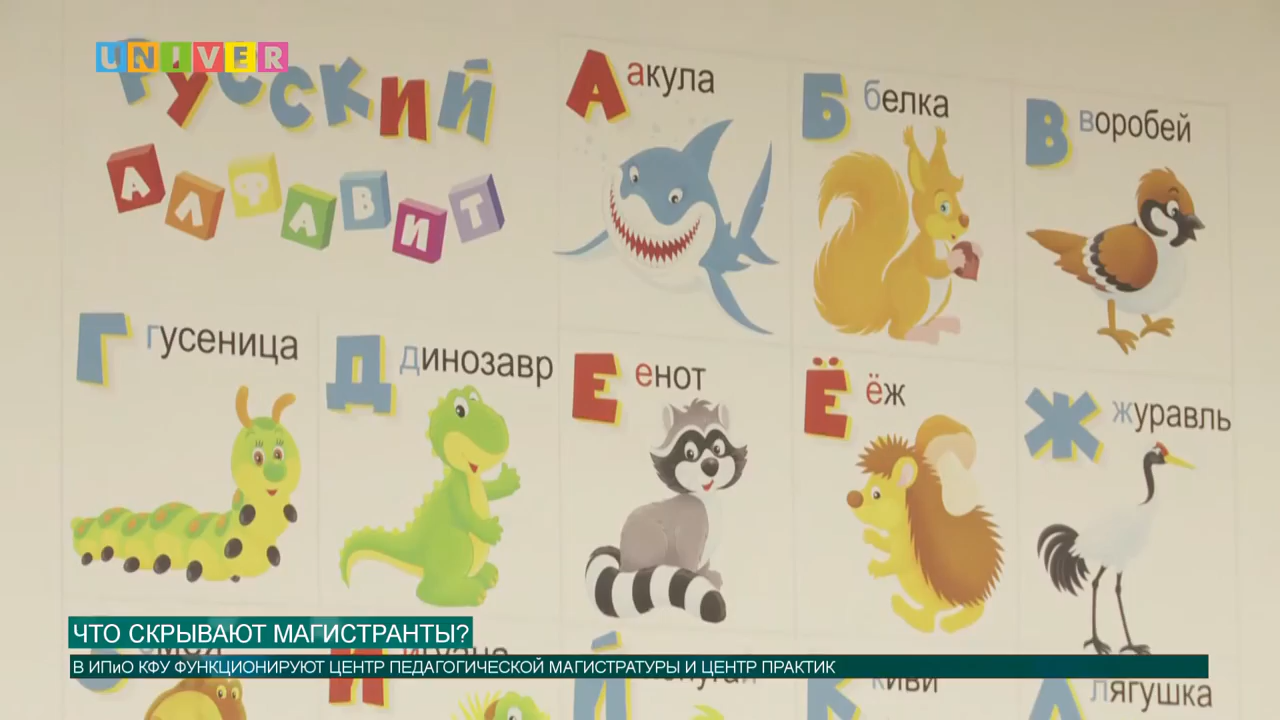 UNIVER
РУССКИЙ
АЛФАВИТ
А акула
Б белка
В воробей
Г гусеница
Д динозавр
Е енот
Ё ёж
Ж журавль
ЧТО СКРЫВАЮТ МАГИСТРАНТЫ?
В ИПиО КФУ ФУНКЦИОНИРУЮТ ЦЕНТР ПЕДАГОГИЧЕСКОЙ МАГИСТРАТУРЫ И ЦЕНТР ПРАКТИК
киви
лягушка